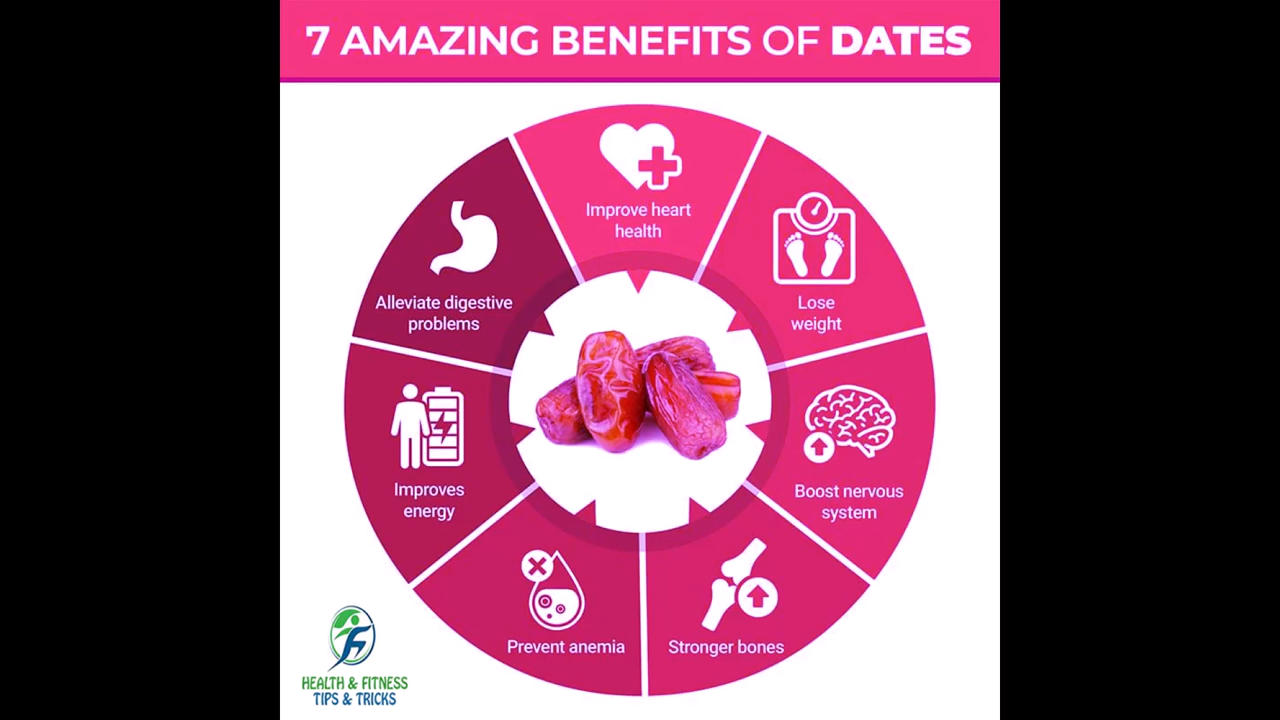 7 AMAZING BENEFITS OF DATES
Improve heart
health
Lose
weight
Boost nervous
system
Stronger bones
Prevent anemia
Improves
energy
Alleviate digestive
problems
HEALTH & FITNESS
TIPS & TRICKS